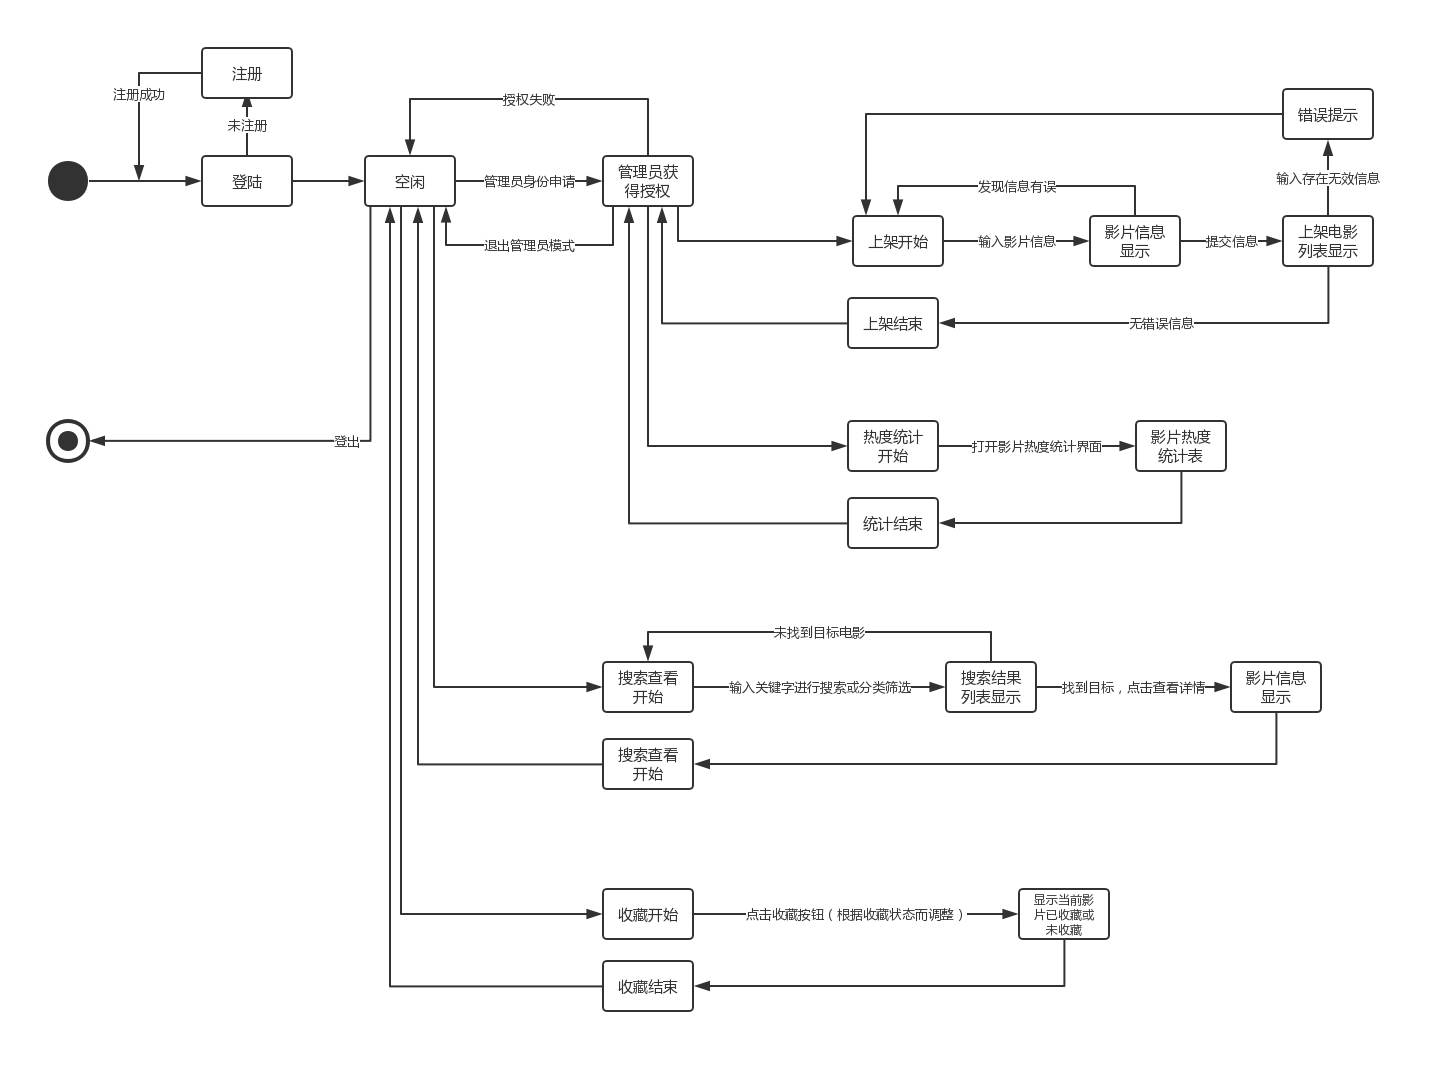 注册
注册成功
未注册
登陆
授权失败
空闲
管理员身份申请
管理员获
得授权
退出管理员模式
错误提示
输入存在无效信息
发现信息有误
上架开始
输入影片信息
影片信息
显示
提交信息
上架电影
列表显示
上架结束
无错误信息
登出
热度统计
开始
打开影片热度统计界面
影片热度
统计表
统计结束
未找到目标电影
搜索查看
开始
输入关键字进行搜索或分类筛选
搜索结果
列表显示
找到目标，点击查看详情
影片信息
显示
搜索查看
开始
收藏开始
点击收藏按钮（根据收藏状态而调整）
显示当前影
片已收藏或
未收藏
收藏结束